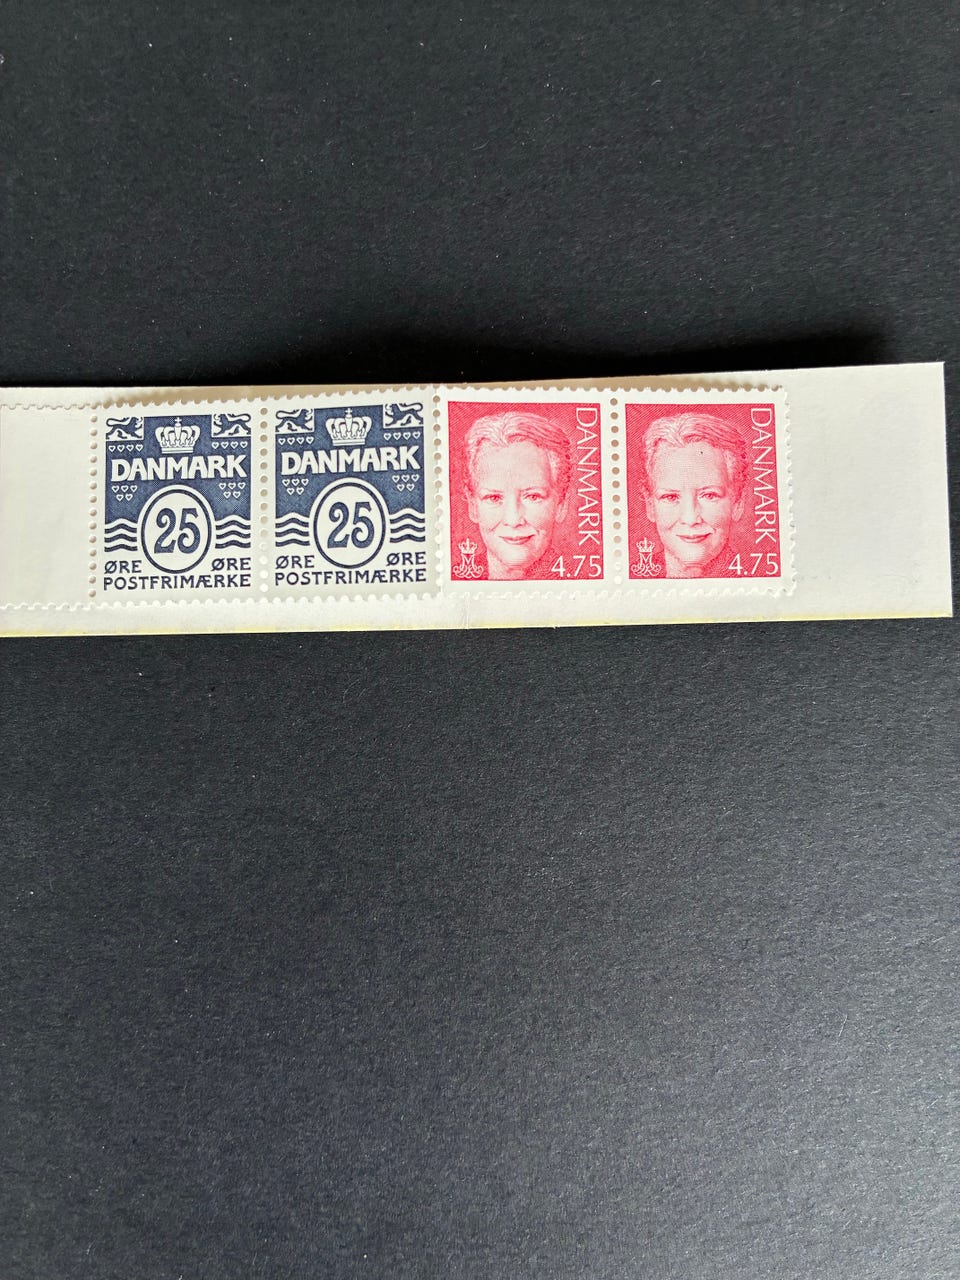 DANMARK
25
ØRE ØRE
POSTFRIMÆRKE
DANMARK
25
ØRE ØRE
POSTFRIMÆRKE
DANMARK
4.75
DANMARK
4.75